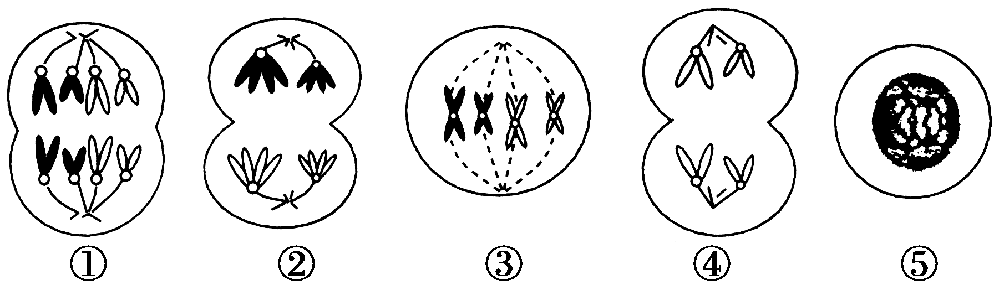 ① ② ③ ④ ⑤